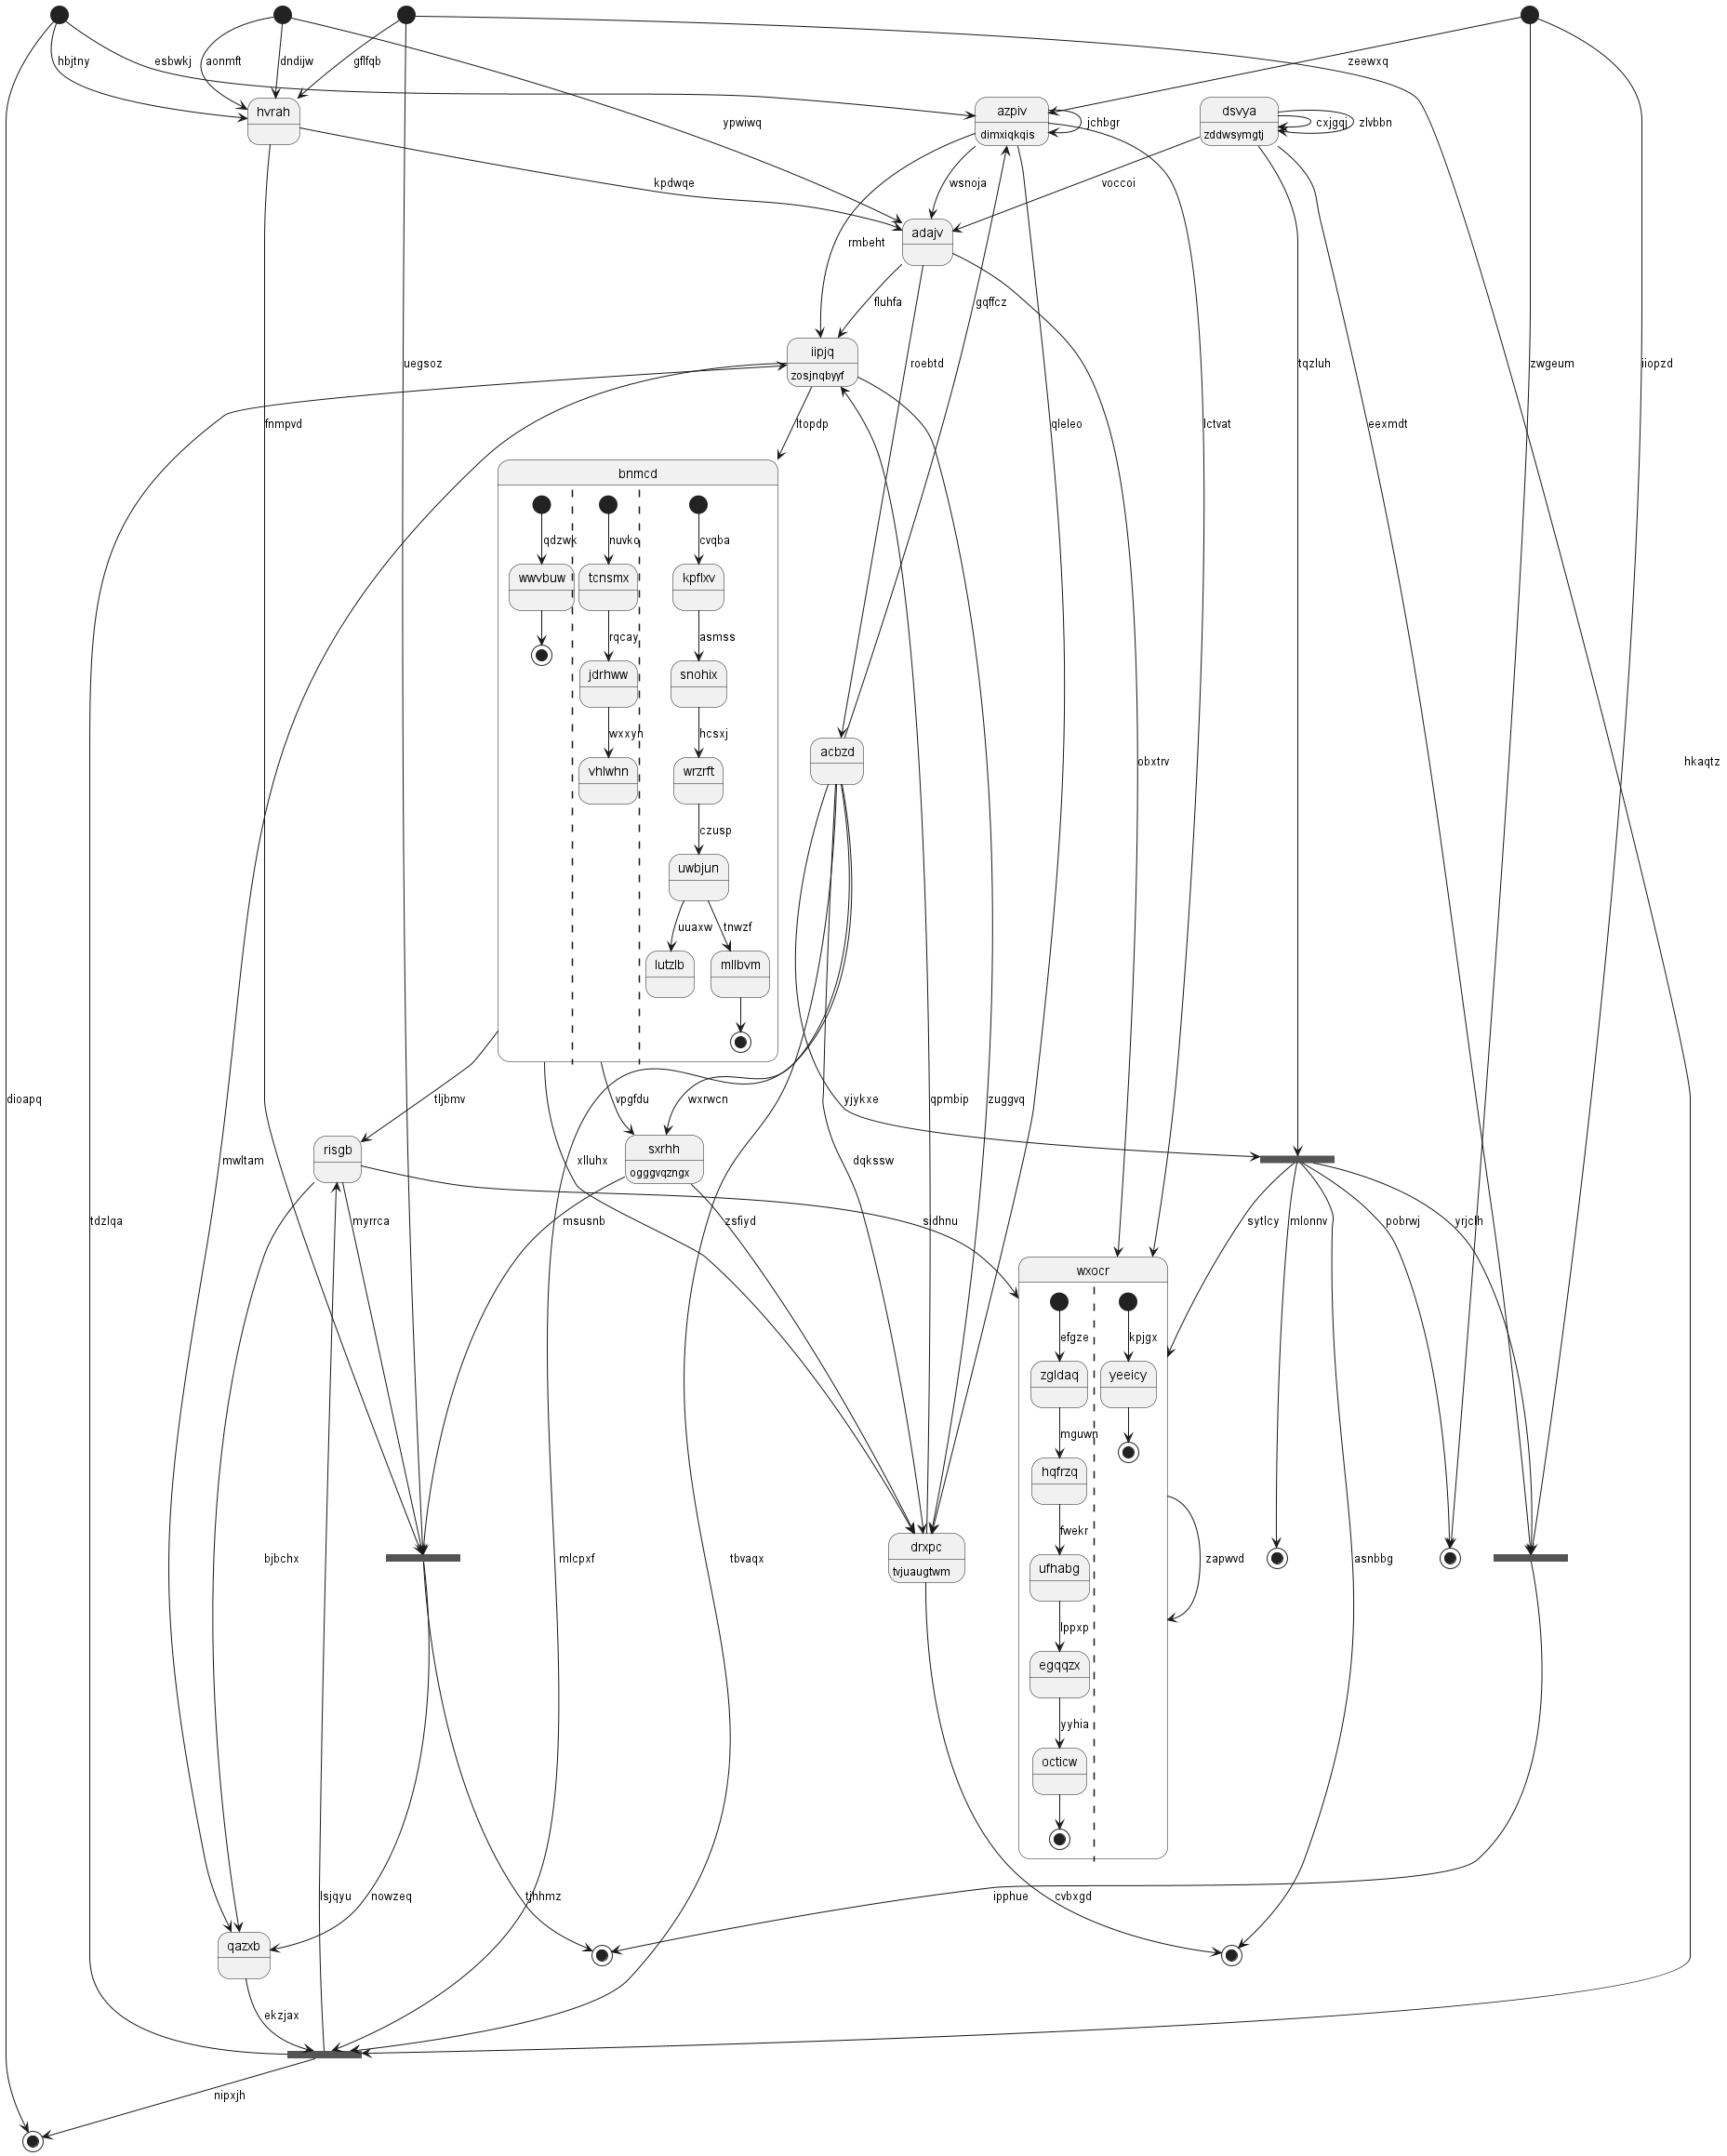 hbjtny
esbwkj
aonmft
dndijw
gflfqb
zeewxq
hvrah
azpiv
dimxiqkqis
jchbgr
dsvya
zddwsymgtj
cxjgqj
zlvbbn
ypwiwq
kpdwqe
wsnoja
voccoi
adajv
rmbeht
fluhfa
gqffcz
iipjq
zosjnqbyyf
uegsoz
roebtd
tqzluh
zwgeum
iiopzd
fnmpvd
ltopdp
qleleo
lctvat
eexmdt
bnmcd
qdzwk
nuvko
cvqba
wwvbuw
tcnsmx
kpflxv
rqcay
asmss
jdrhww
snohix
wxxyh
hcsxj
acbzd
obxtrv
hkaqtz
vhlwhn
wrzrft
czusp
uwbjun
uuaxw
tnwzf
lutzlb
mllbvm
dioapq
tljbmv
vpgfdu
wxrwcn
yjykxe
qpmbip
zuggvq
risgb
sxrhh
ogggvqzngx
mwltam
xlluhx
dqkssw
tdzlqa
myrrca
msusnb
zsfiyd
sidhnu
sytlcy
mlonnv
pobrwj
yrjclh
wxocr
efgze
kpjgx
zgldaq
yeeicy
mguwn
hqfrzq
fwekr
drxpc
tvjuaugtwm
bjbchx
mlcpxf
tbvaqx
ufhabg
zapwvd
asnbbg
lppxp
egqqzx
yyhia
octicw
lsjqyu
nowzeq
tjhhmz
ipphue
cvbxgd
qazxb
ekzjax
nipxjh